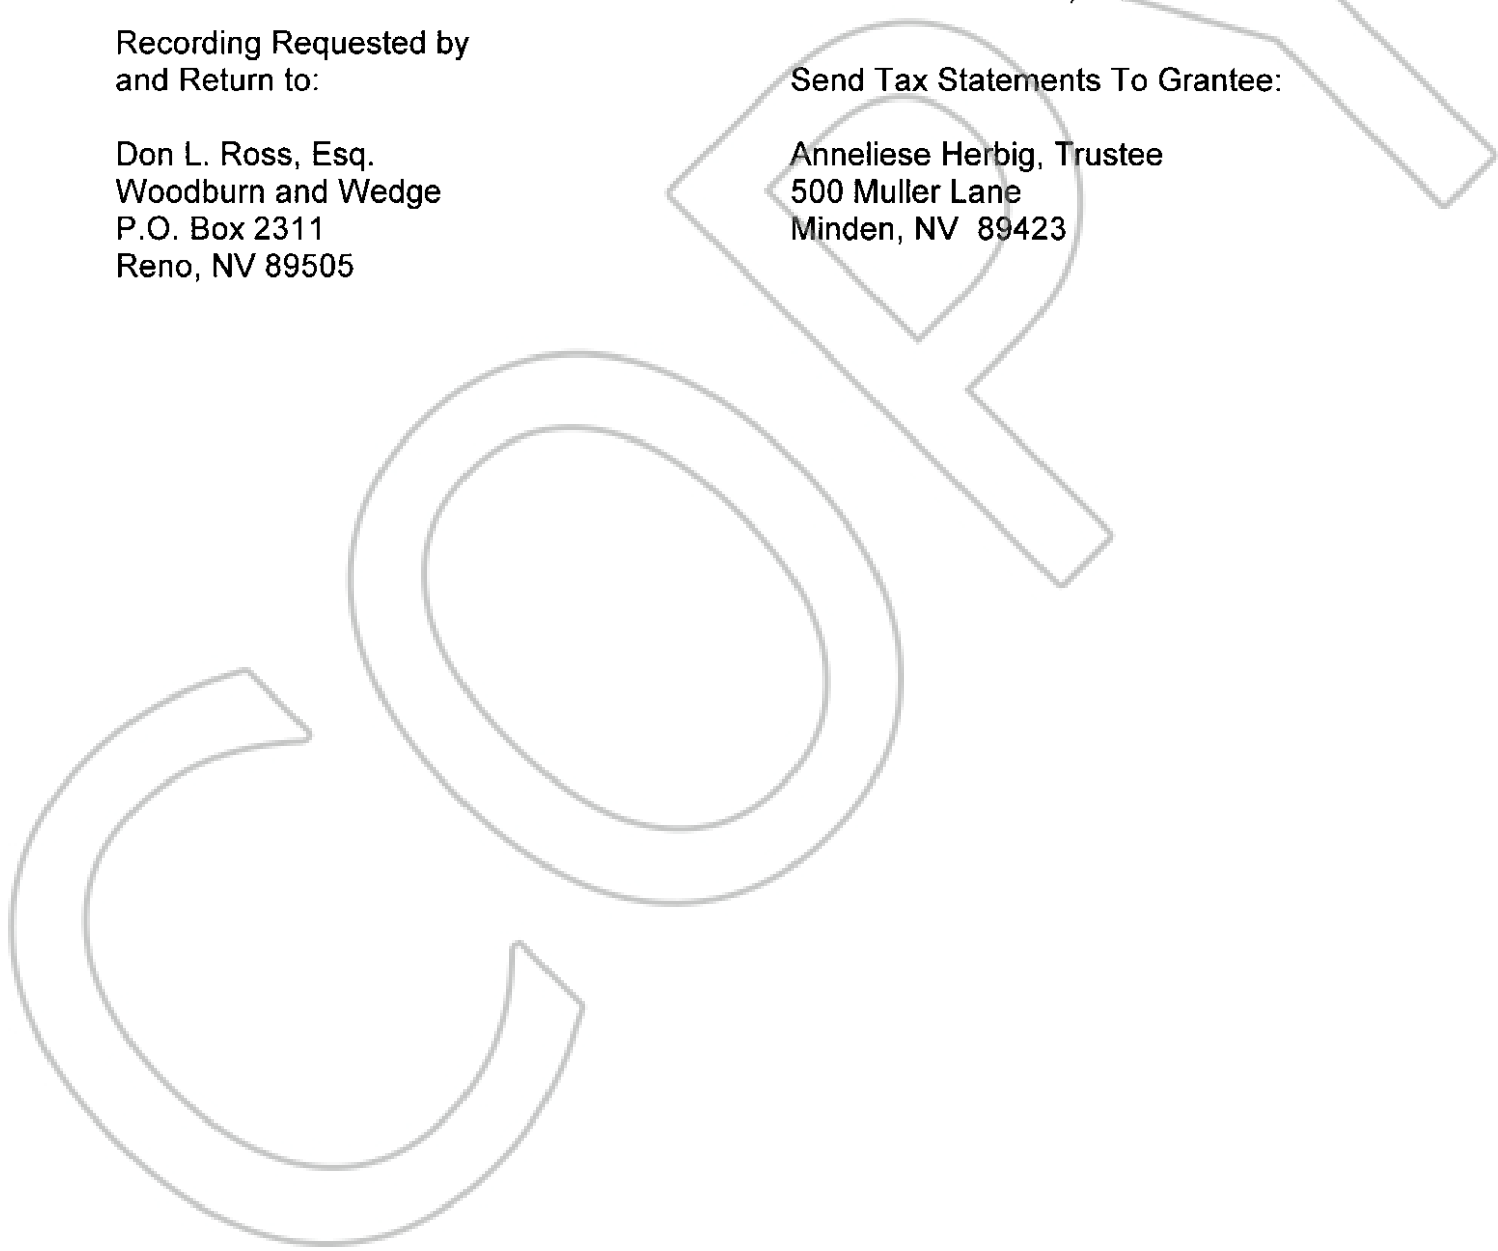 Recording Requested by
and Return to:
Don L. Ross, Esq.
Woodburn and Wedge
P.O. Box 2311
Reno, NV 89505
Send Tax Statements To Grantee:
Anneliese Herbig, Trustee
500 Muller Lane
Minden, NV  89423
COPY